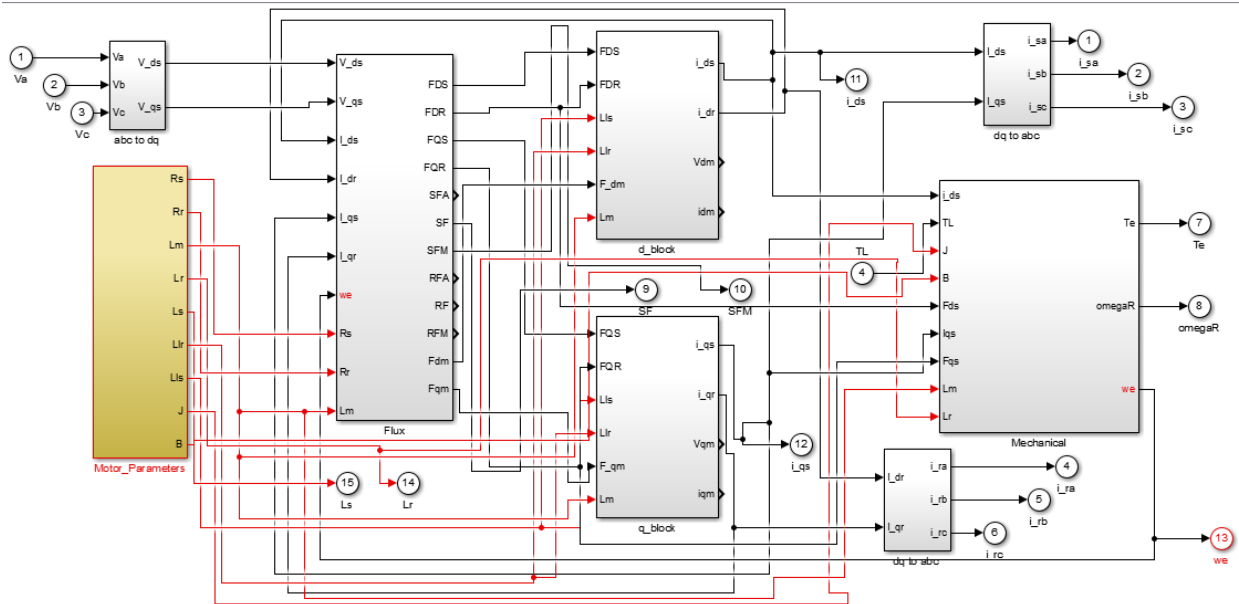 1
Va
2
Vb
3
Vc
Va
Vb
Vc
V_ds
V_qs
abc to dq
Rs
Rr
Lm
Lr
Ls
Llr
Lls
J
B
Motor_Parameters
V_ds
V_qs
I_ds
I_dr
I_qs
I_qr
we
Rs
Rr
Lm
FDS
FDR
FQS
FQR
SFA
SF
SFM
RFA
RF
RFM
Fdm
Fqm
Flux
15
Ls
14
Lr
FDS
FDR
Lls
Llr
F_dm
Lm
i_ds
i_dr
Vdm
idm
d_block
9
SF
10
SFM
FQS
FQR
Lls
Llr
F_qm
Lm
i_qs
i_qr
Vqm
iqm
q_block
11
i_ds
12
i_qs
TL
4
I_ds
I_qs
i_sa
i_sb
i_sc
dq to abc
1
i_sa
2
i_sb
3
i_sc
i_ds
TL
J
B
Fds
Iqs
Fqs
Lm
Lr
Te
omegaR
we
Mechanical
7
Te
8
omegaR
I_dr
I_qr
i_ra
i_rb
i_rc
dq to abc
4
i_ra
5
i_rb
6
i_rc
13
we